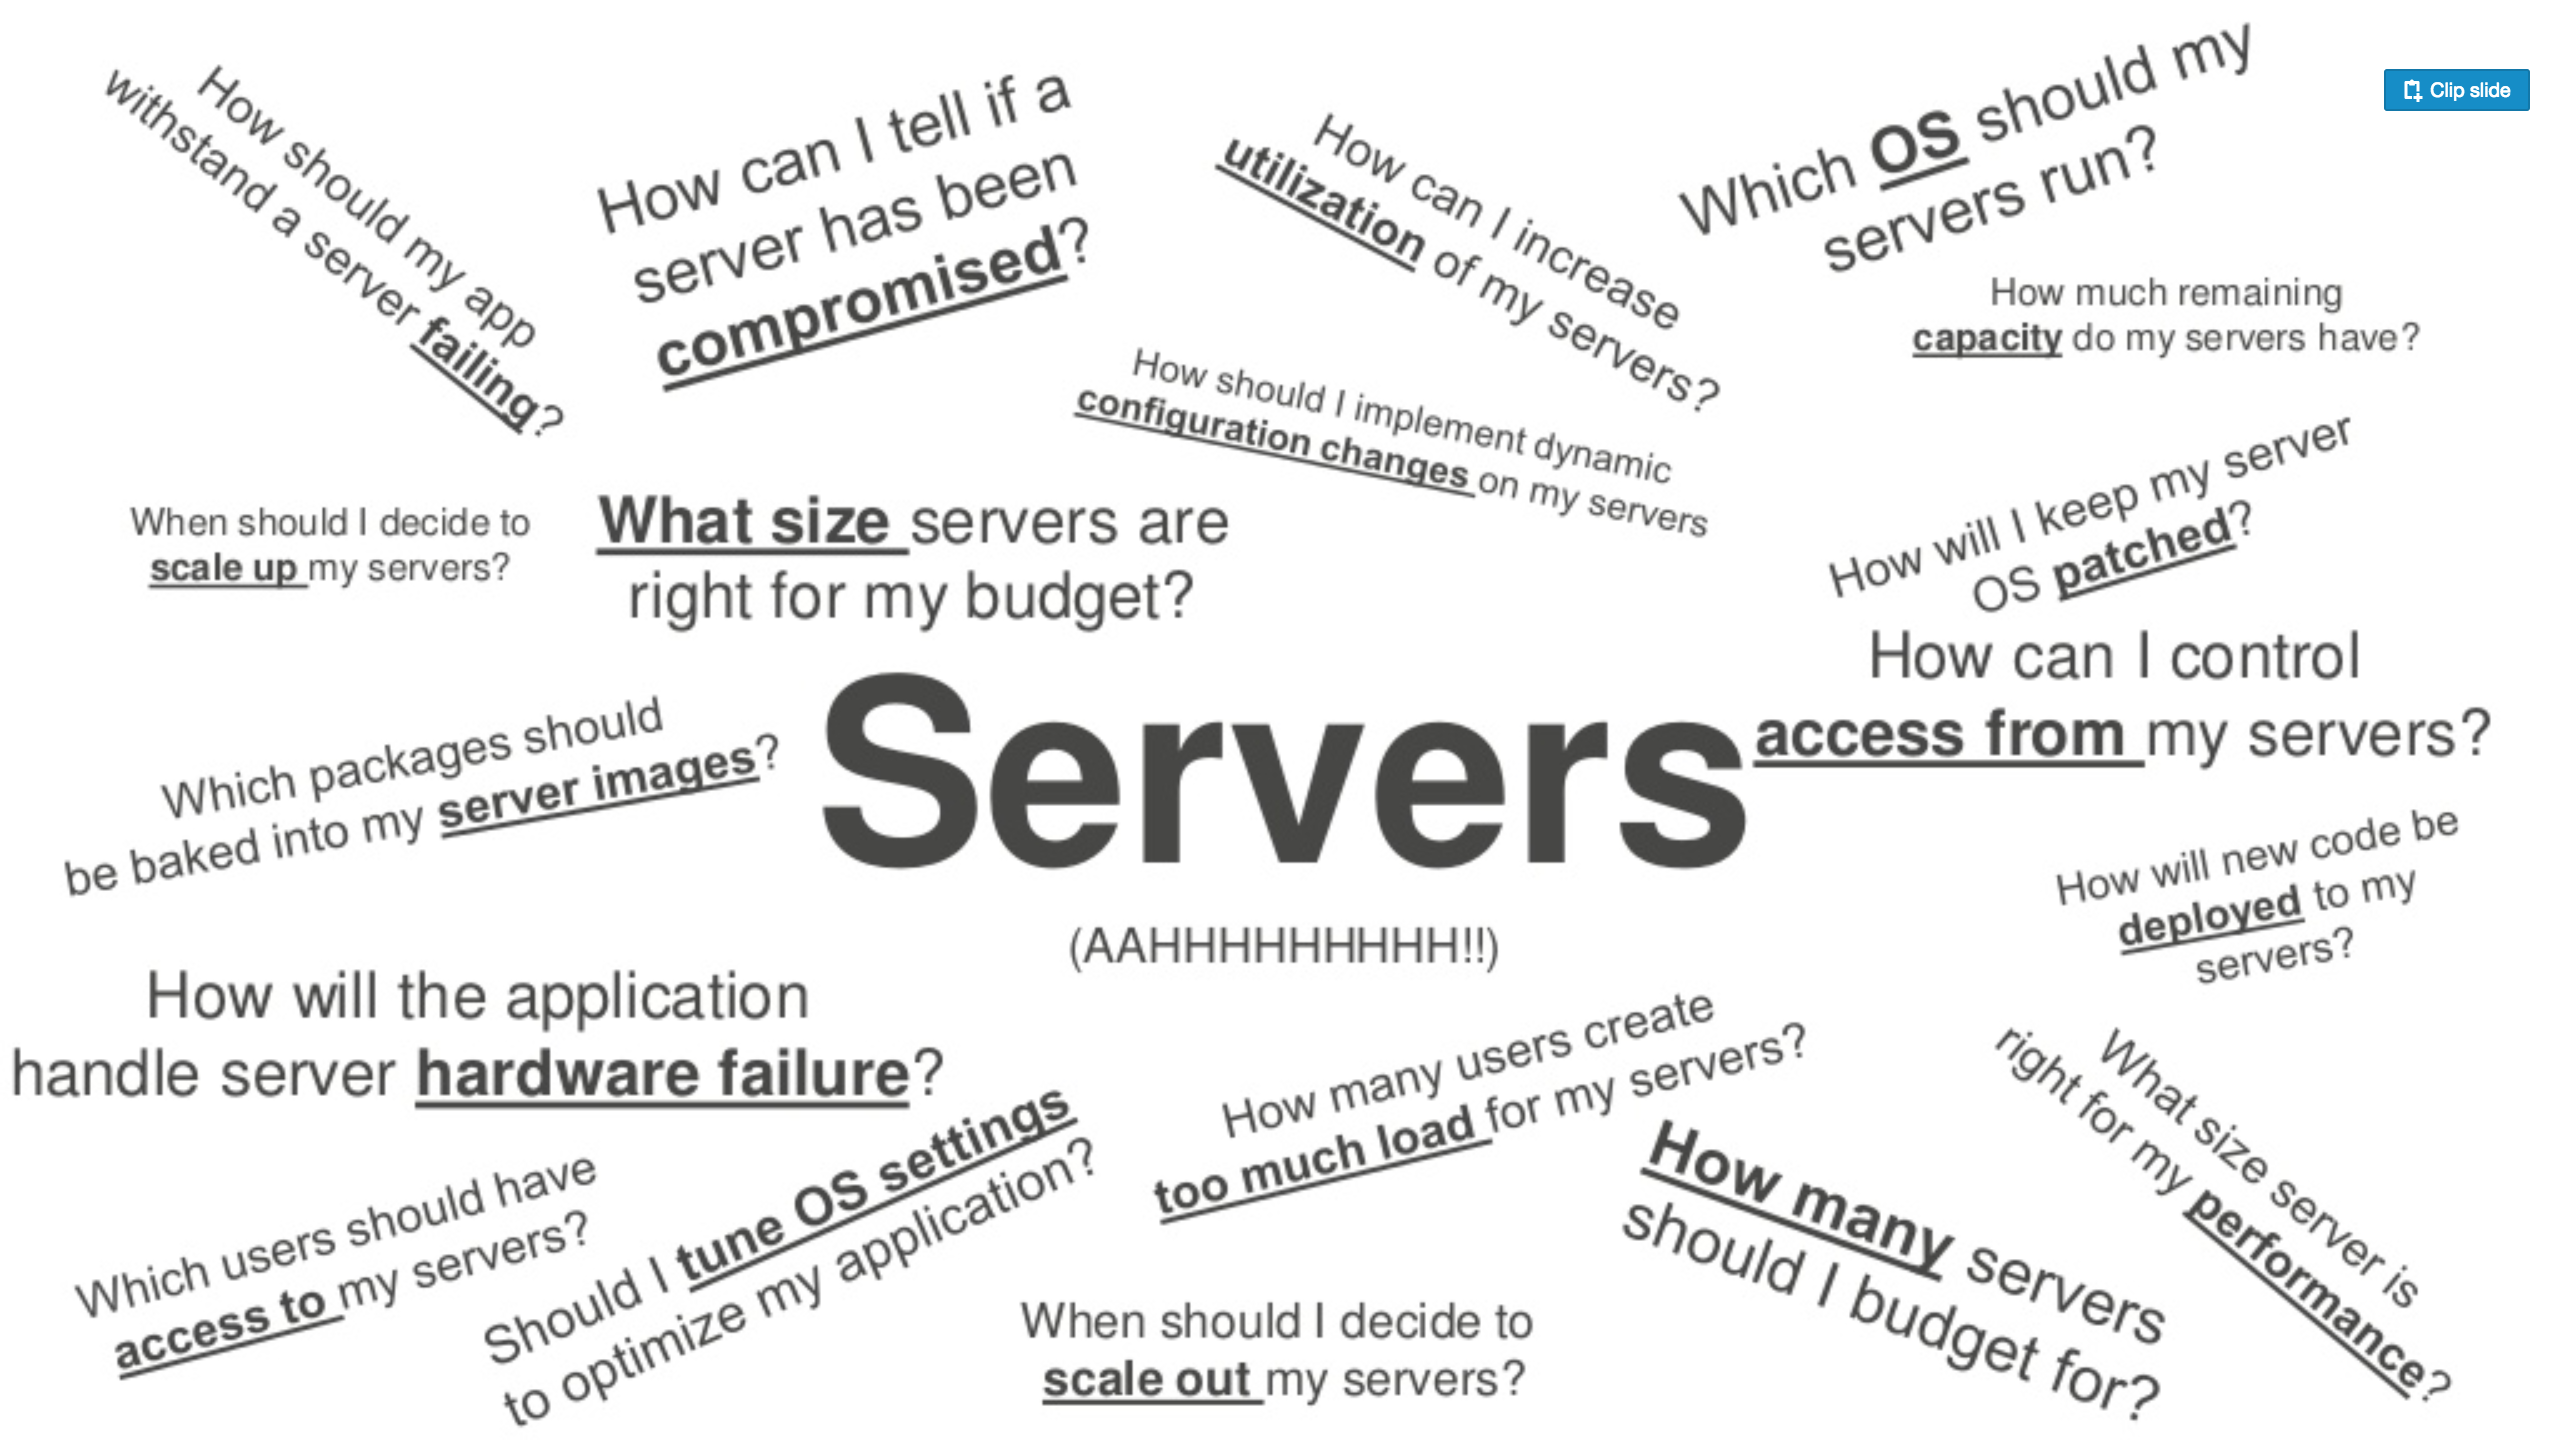 How should my app
withstand a server failing?
How can I tell if a
server has been
compromised?
How can I increase
utilization of my servers?
Which OS should my
servers run?
Clip slide
How much remaining
capacity do my servers have?
How should I implement dynamic
configuration changes on my servers
When should I decide to
scale up my servers?
What size servers are
right for my budget?
How will I keep my server
OS patched?
How can I control
access from my servers?
Which packages should
be baked into my server images?
Servers
(AAHHHHHHHHHH!!)
How will new code be
deployed to my
servers?
How will the application
handle server hardware failure?
How many users create
too much load for my servers?
What size server is
right for my performance?
Which users should have
access to my servers?
Should I tune OS settings
to optimize my application?
When should I decide to
scale out my servers?
How many servers
should I budget for?